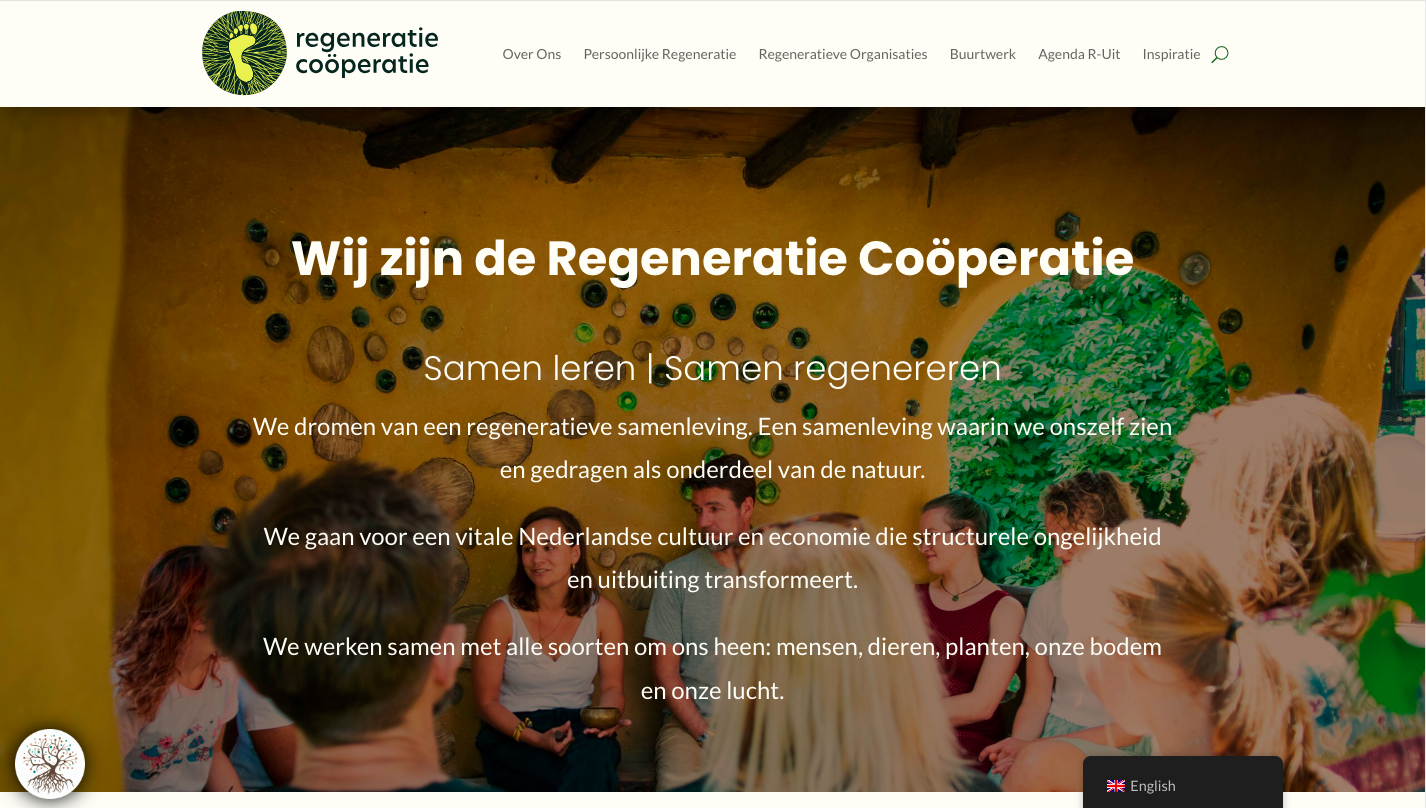 regeneratie
coöperatie
Over Ons
Persoonlijke Regeneratie
Regeneratieve Organisaties
Buurtwerk
Agenda R-Uit
Inspiratie
Wij zijn de Regeneratie Coöperatie
Samen leren | Samen regenereren
We dromen van een regeneratieve samenleving. Een samenleving waarin we onszelf zien
en gedragen als onderdeel van de natuur.
We gaan voor een vitale Nederlandse cultuur en economie die structurele ongelijkheid
en uitbuiting transformeert.
We werken samen met alle soorten om ons heen: mensen, dieren, planten, onze bodem
en onze lucht.
English